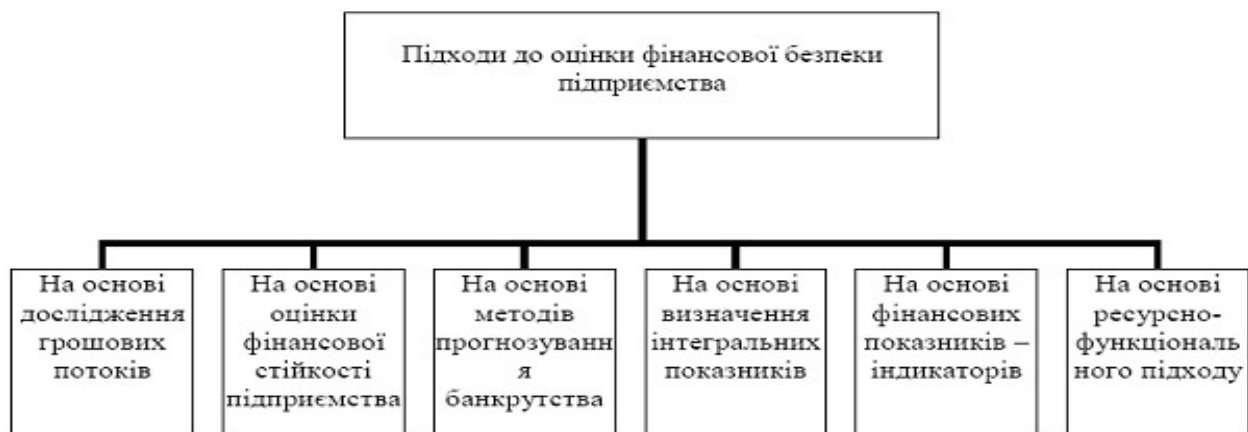 Підходи до оцінки фінансової безпеки
підприємства
На основі
дослідження
грошових
потоків
На основі
оцінки
фінансової
стійкості
підприємства
На основі
методів
прогнозуванн
я
банкрутства
На основі
визначення
інтегральних
показників
На основі
фінансових
показників –
індикаторів
На основі
ресурсно-
функціональ
ного підходу